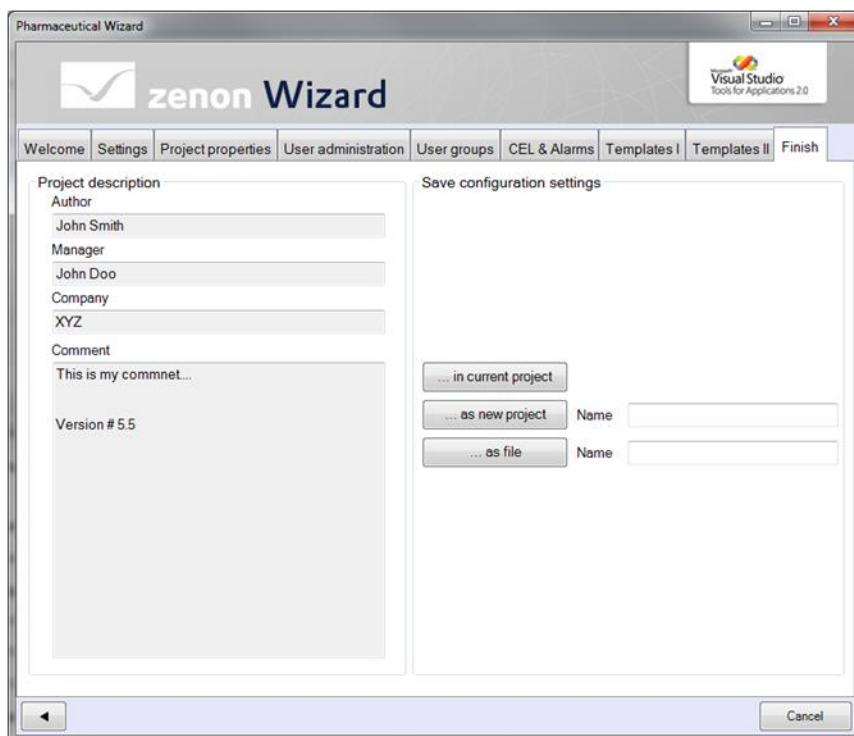 Pharmaceutical Wizard
zenon Wizard
Microsoft
Visual Studio
Tools for Applications 2.0
Welcome Settings Project properties User administration User groups CEL & Alarms Templates I Templates II Finish
Project description
Author
John Smith
Manager
John Doo
Company
XYZ
Comment
This is my commnet...
Version # 5.5
Save configuration settings
... in current project
... as new project Name
... as file Name
Cancel